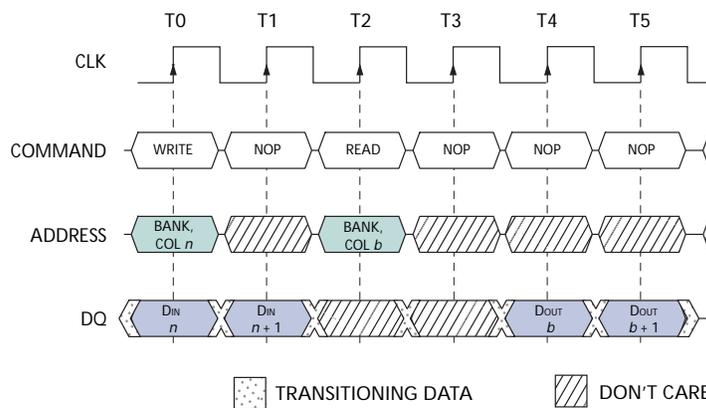 T0 T1 T2 T3 T4 T5
CLK
COMMAND WRITE NOP READ NOP NOP NOP
ADDRESS
BANK,
COL n
BANK,
COL b
DQ
DIN
n
DIN
n + 1
DOUT
b
DOUT
b + 1
TRANSITIONING DATA DON'T CARE